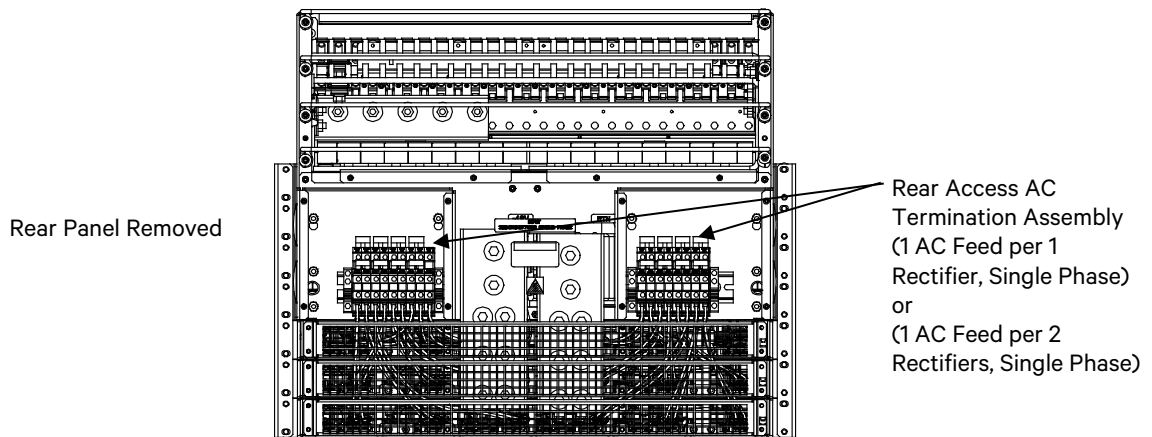 Rear Panel Removed
Rear Access AC
Termination Assembly
(1 AC Feed per 1
Rectifier, Single Phase)
or
(1 AC Feed per 2
Rectifiers, Single Phase)